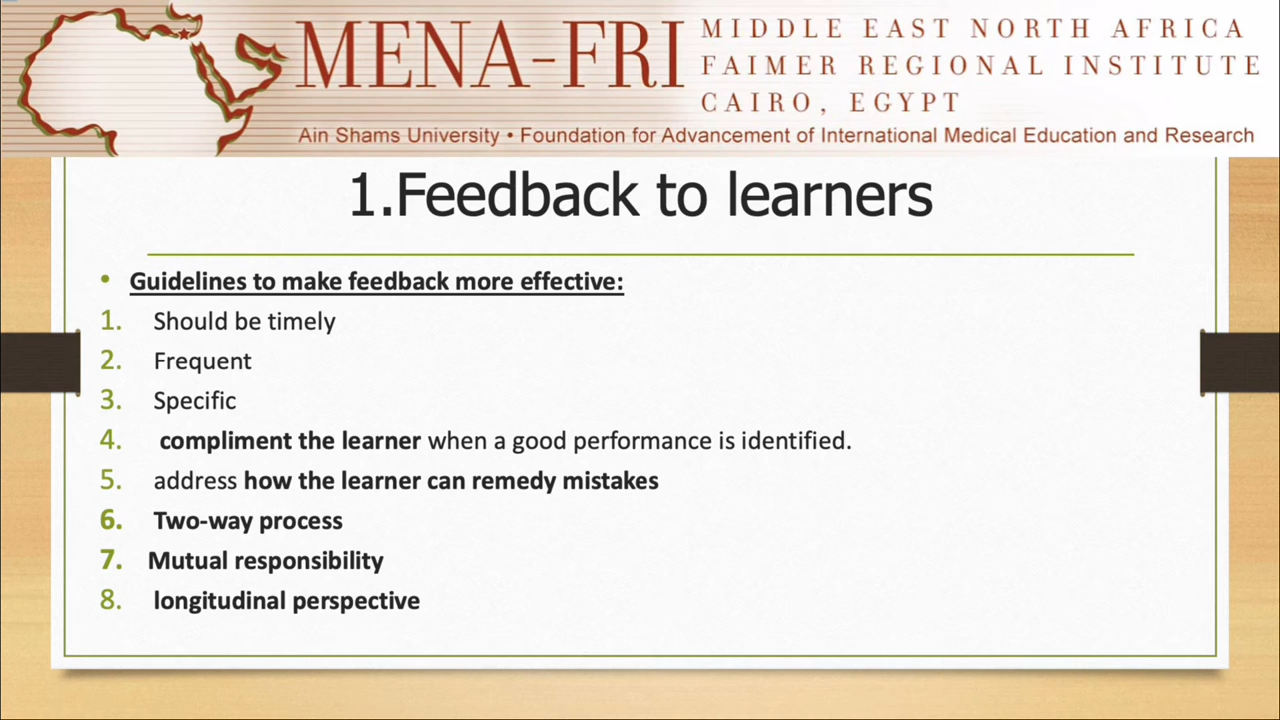 MENA-FRI
MIDDLE EAST NORTH AFRICA
FAIMER REGIONAL INSTITUTE
CAIRO, EGYPT
Ain Shams University • Foundation for Advancement of International Medical Education and Research
1.Feedback to learners
• Guidelines to make feedback more effective:
1. Should be timely
2. Frequent
3. Specific
4. compliment the learner when a good performance is identified.
5. address how the learner can remedy mistakes
6. Two-way process
7. Mutual responsibility
8. longitudinal perspective